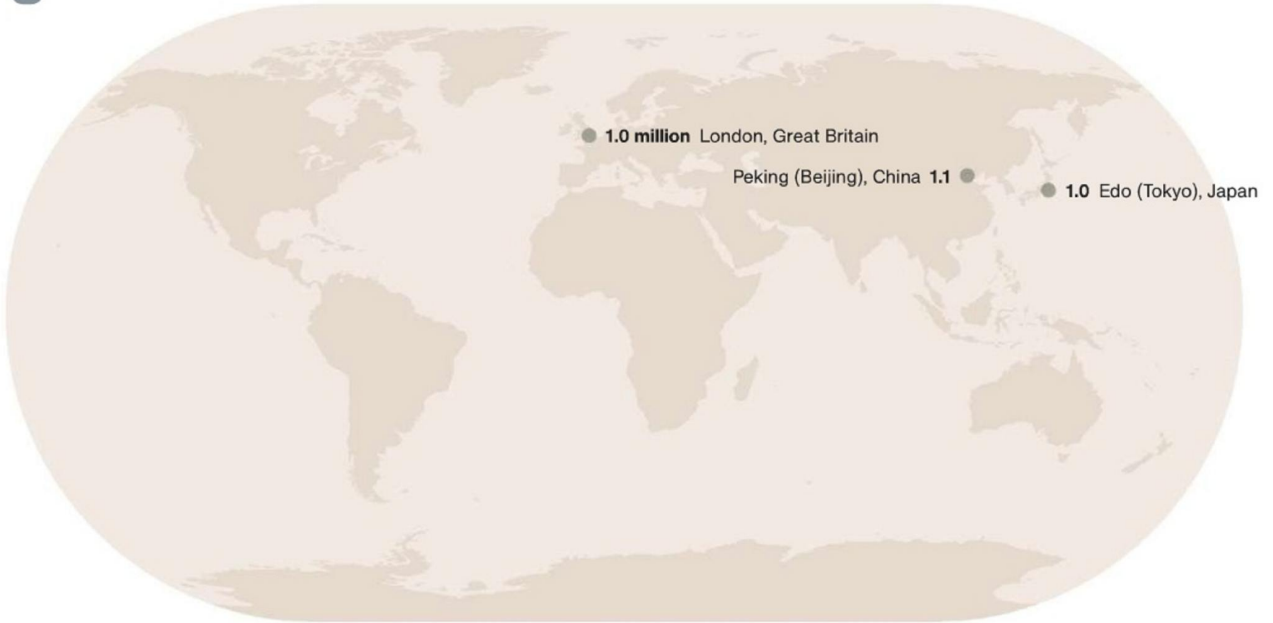 1.0 million London, Great Britain
Peking (Beijing), China 1.1
1.0 Edo (Tokyo), Japan